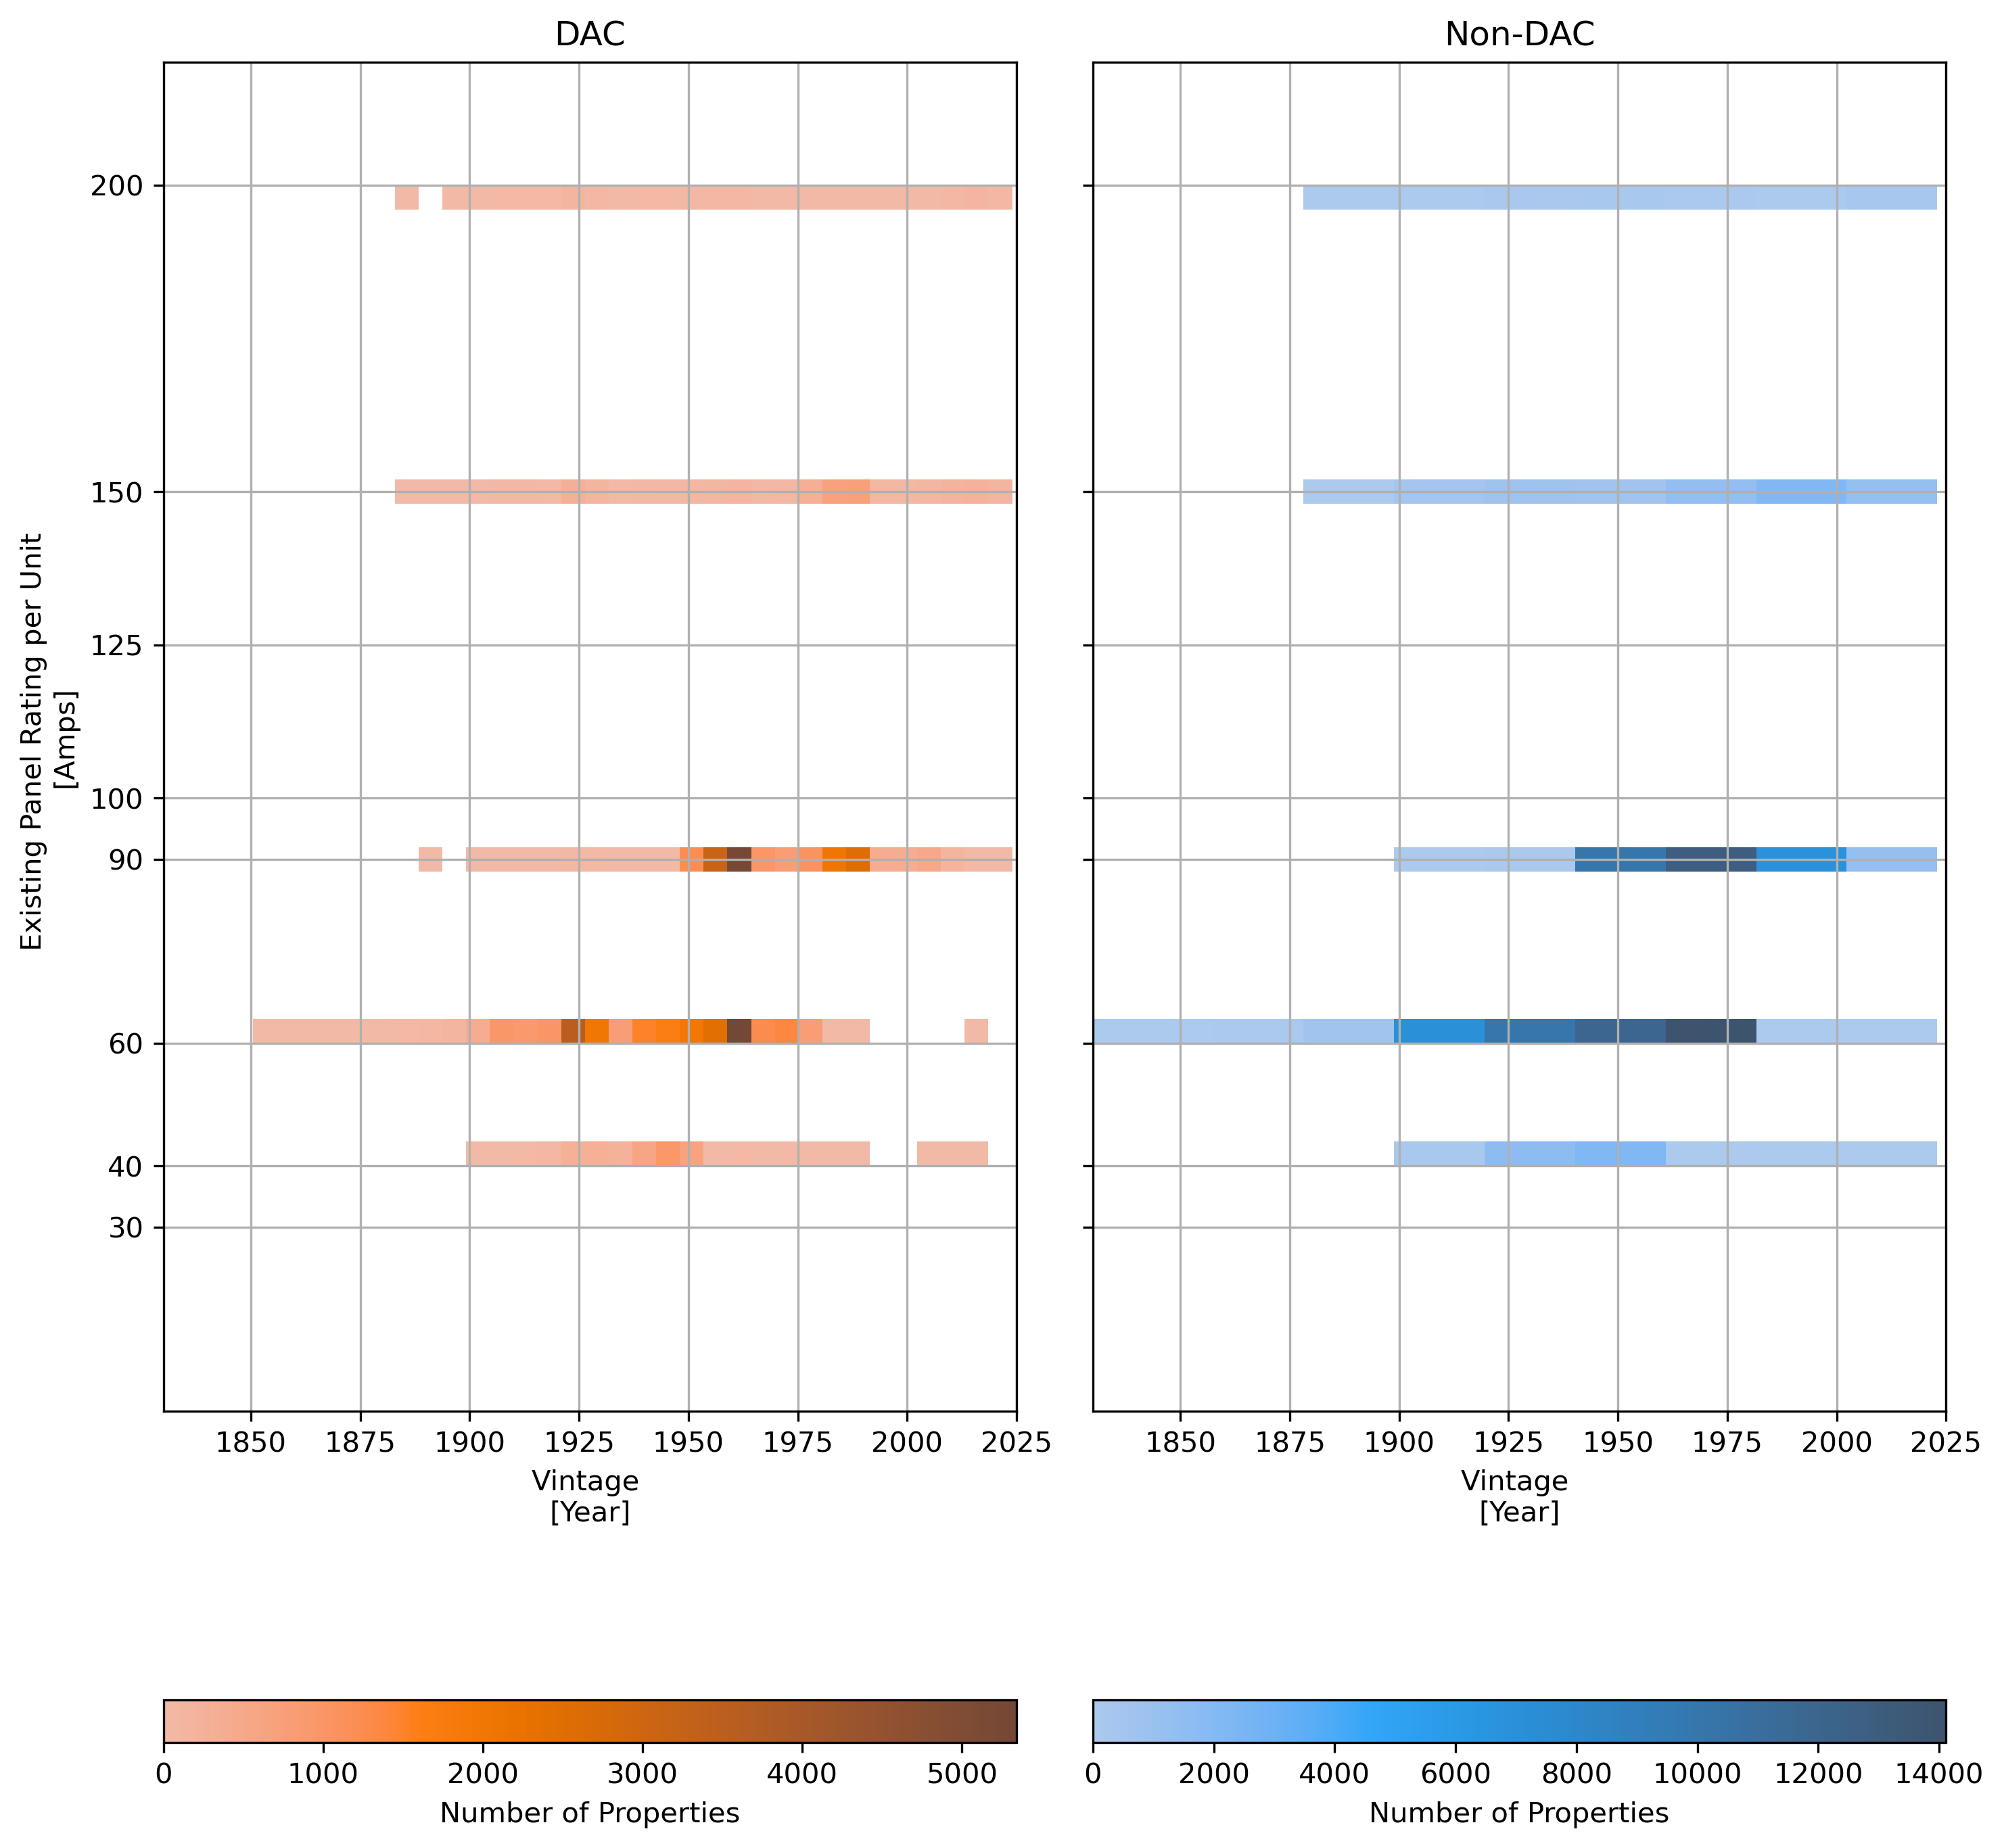 DAC
Non-DAC
Existing Panel Rating per Unit
[Amps]
200
150
125
100
90
60
40
30
1850 1875 1900 1925 1950 1975 2000 2025
Vintage
[Year]
1850 1875 1900 1925 1950 1975 2000 2025
Vintage
[Year]
0 1000 2000 3000 4000 5000
Number of Properties
0 2000 4000 6000 8000 10000 12000 14000
Number of Properties